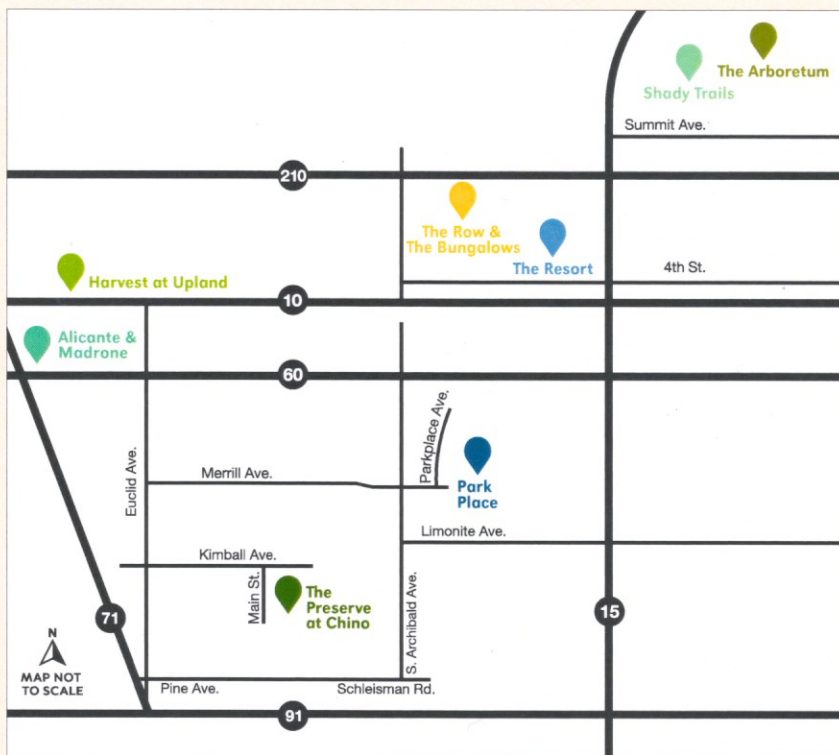 The Arboretum
Shady Trails
Summit Ave.
210
The Row &
The Bungalows
The Resort
4th St.
Harvest at Upland
10
Alicante &
Madrone
60
Parkplace Ave.
Euclid Ave.
Merrill Ave.
Park
Place
Limonite Ave.
Kimball Ave.
Main St.
The
Preserve
at Chino
S. Archibald Ave.
71
15
N
MAP NOT
TO SCALE
Pine Ave.
Schleisman Rd.
91